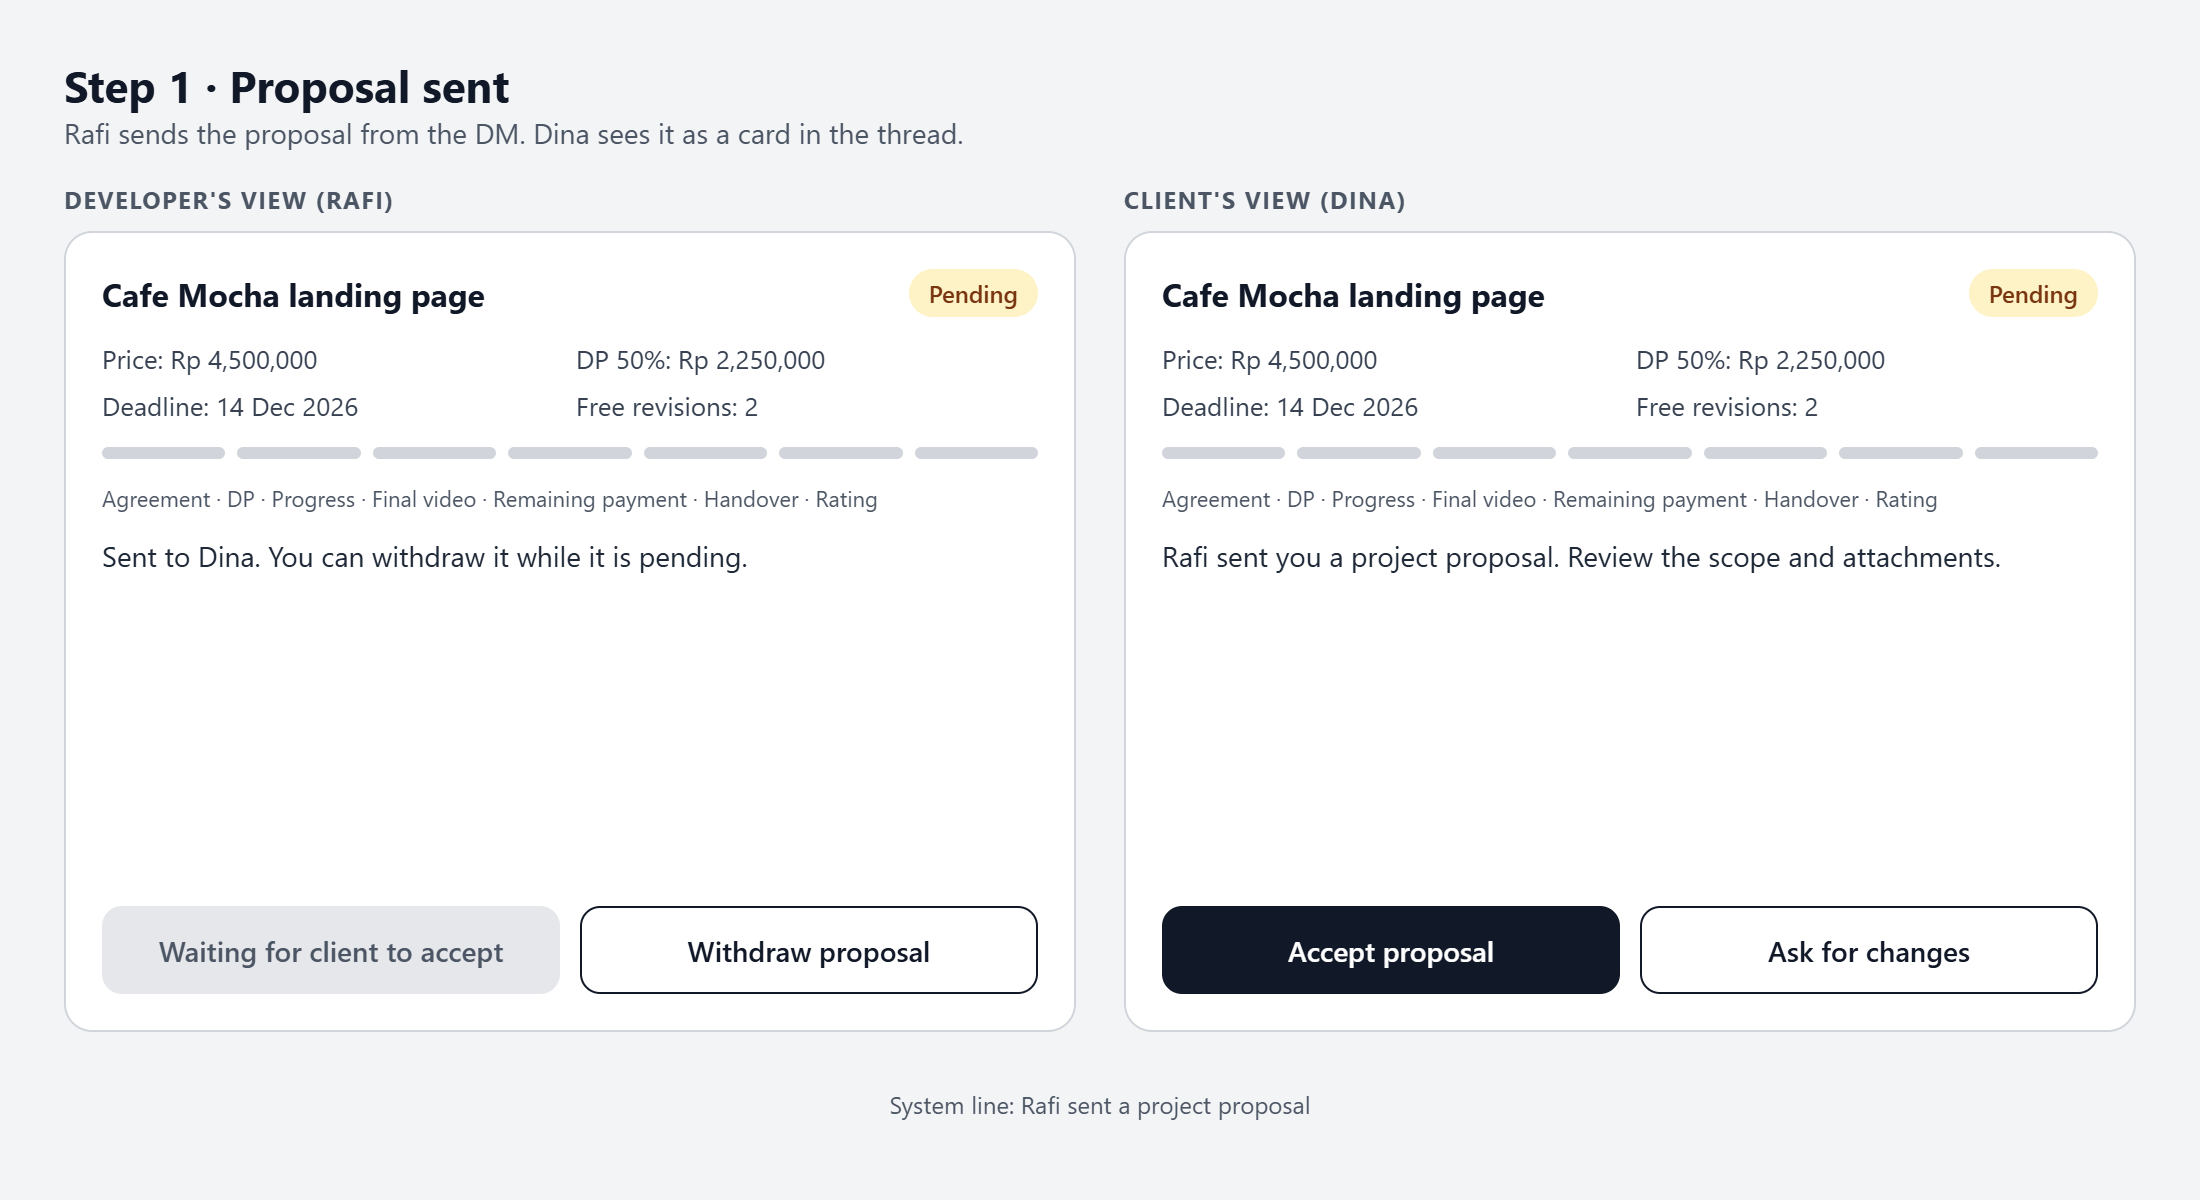 Step 1 · Proposal sent
Rafi sends the proposal from the DM. Dina sees it as a card in the thread.
DEVELOPER'S VIEW (RAFI)
Cafe Mocha landing page
Pending
Price: Rp 4,500,000
DP 50%: Rp 2,250,000
Deadline: 14 Dec 2026
Free revisions: 2
Agreement · DP · Progress · Final video · Remaining payment · Handover · Rating
Sent to Dina. You can withdraw it while it is pending.
Waiting for client to accept
Withdraw proposal
CLIENT'S VIEW (DINA)
Cafe Mocha landing page
Pending
Price: Rp 4,500,000
DP 50%: Rp 2,250,000
Deadline: 14 Dec 2026
Free revisions: 2
Agreement · DP · Progress · Final video · Remaining payment · Handover · Rating
Rafi sent you a project proposal. Review the scope and attachments.
Accept proposal
Ask for changes
System line: Rafi sent a project proposal